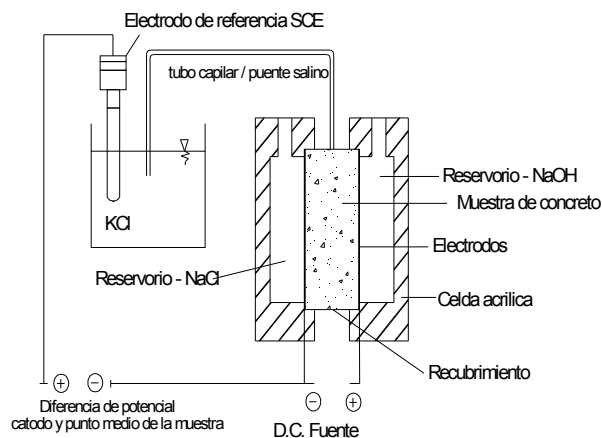 Electrodo de referencia SCE
tubo capilar / puente salino
Reservorio - NaOH
Muestra de concreto
KCl
Electrodos
Reservorio - NaCl
Celda acrilica
Recubrimiento
+ -
Diferencia de potencial
catodo y punto medio de la muestra
- +
D.C. Fuente